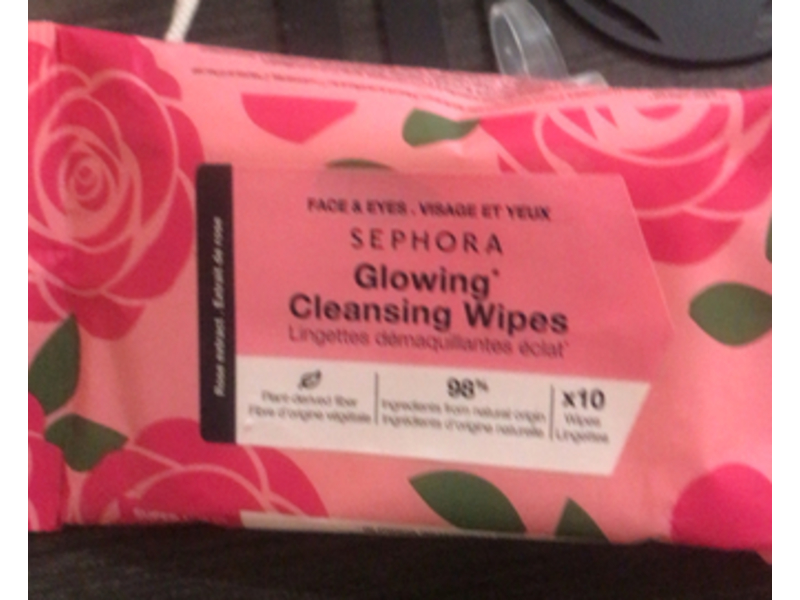 FACE & EYES . VISAGE ET YEUX
SEPHORA
Glowing*
Cleansing Wipes
Lingettes démaquillantes éclat*
Rose extract . Extrait de rose
Plant-derived fiber
Fibre d'origine végétale
98%
Ingredients from natural origin
Ingrédients d'origine naturelle
x10
Wipes
Lingettes
SUPER